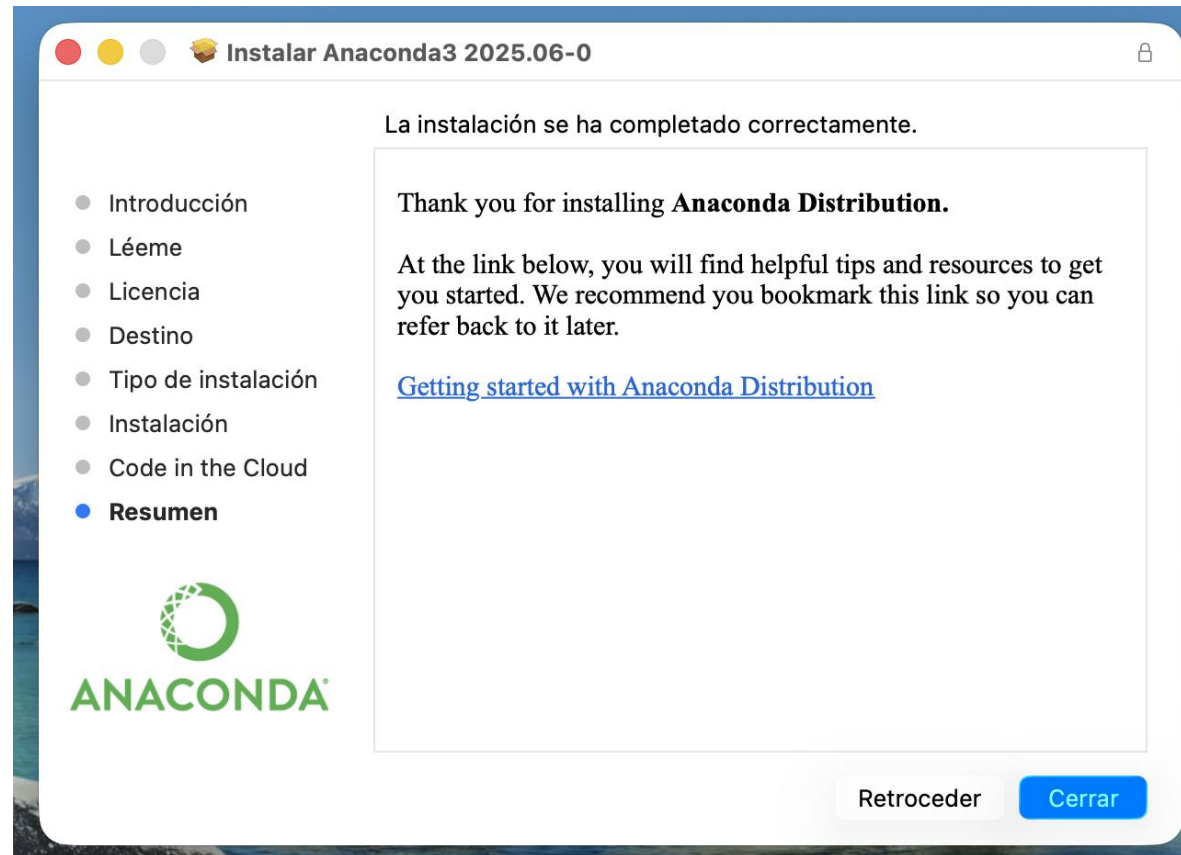 Instalar Anaconda3 2025.06-0
La instalación se ha completado correctamente.
Introducción
Léeme
Licencia
Destino
Tipo de instalación
Instalación
Code in the Cloud
Resumen
ANACONDA®
Thank you for installing Anaconda Distribution.
At the link below, you will find helpful tips and resources to get
you started. We recommend you bookmark this link so you can
refer back to it later.
Getting started with Anaconda Distribution
Retroceder
Cerrar